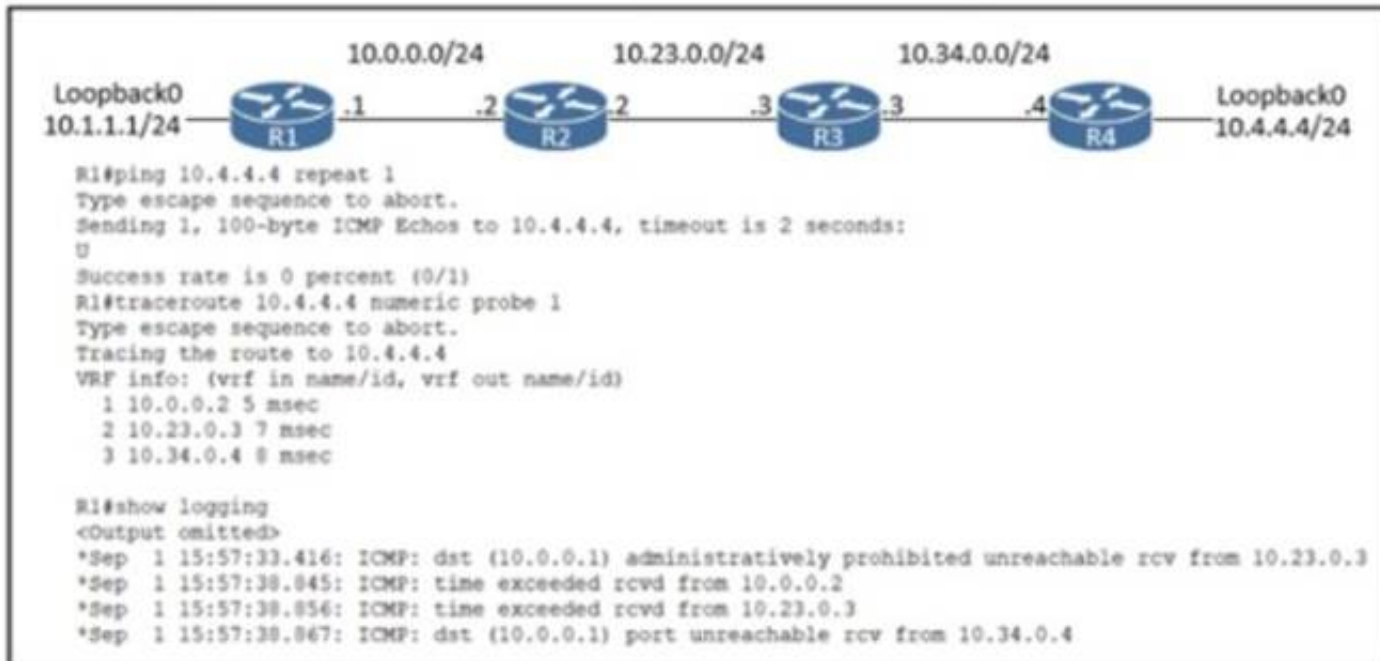 10.0.0.0/24 10.23.0.0/24 10.34.0.0/24
Loopback0 Loopback0
10.1.1.1/24 .1 .2 .2 .3 .3 .4 10.4.4.4/24
R1 R2 R3 R4
R1#ping 10.4.4.4 repeat 1
Type escape sequence to abort.
Sending 1, 100-byte ICMP Echos to 10.4.4.4, timeout is 2 seconds:
U
Success rate is 0 percent (0/1)
R1#traceroute 10.4.4.4 numeric probe 1
Type escape sequence to abort.
Tracing the route to 10.4.4.4
VRF info: (vrf in name/id, vrf out name/id)
1 10.0.0.2 5 msec
2 10.23.0.3 7 msec
3 10.34.0.4 8 msec
R1#show logging
<Output omitted>
*Sep 1 15:57:33.416: ICMP: dst (10.0.0.1) administratively prohibited unreachable rcv from 10.23.0.3
*Sep 1 15:57:38.845: ICMP: time exceeded rcvd from 10.0.0.2
*Sep 1 15:57:38.856: ICMP: time exceeded rcvd from 10.23.0.3
*Sep 1 15:57:38.867: ICMP: dst (10.0.0.1) port unreachable rcv from 10.34.0.4